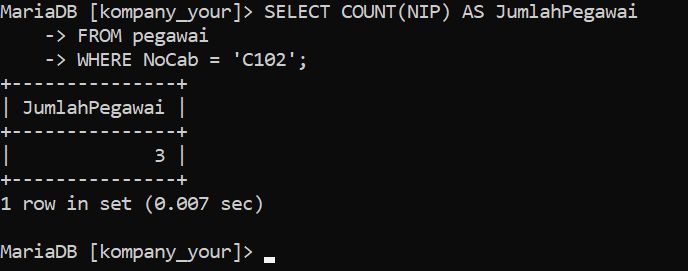 MariaDB [kompany_your]> SELECT COUNT(NIP) AS JumlahPegawai
    -> FROM pegawai
    -> WHERE NoCab = 'C102';
+---------------+
| JumlahPegawai |
+---------------+
|             3 |
+---------------+
1 row in set (0.007 sec)

MariaDB [kompany_your]>